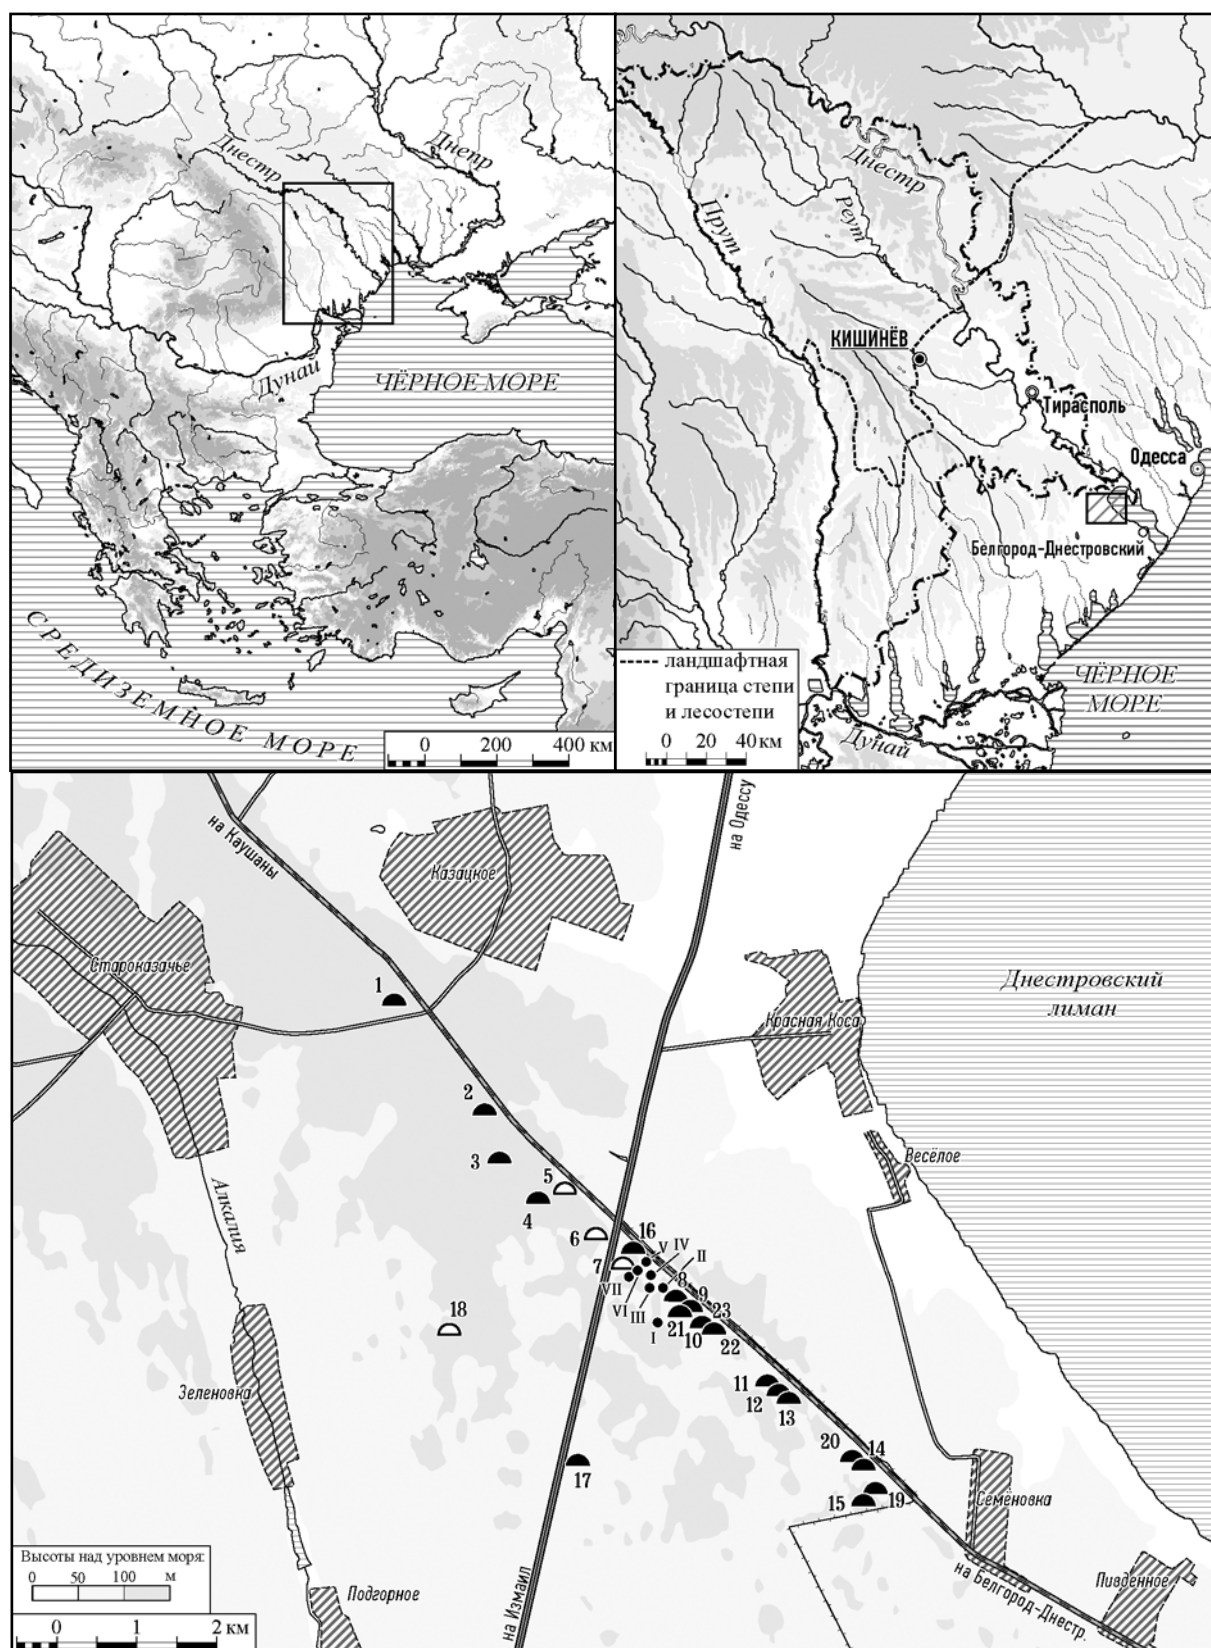 Днестр
Днепр
Дунай
ЧЁРНОЕ МОРЕ
СРЕДИЗЕМНОЕ МОРЕ
0 200 400 км
Днестр
Прут
Реут
КИШИНЁВ
Тирасполь
Одесса
Белгород-Днестровский
ландшафтная
граница степи
и лесостепи
0 20 40 км
ЧЁРНОЕ
МОРЕ
Дунай
на Каушаны
на Одессу
Казацкое
Староказачье
Днестровский
лиман
1
Красная Коса
2
3
Весёлое
5
4
Алкалия
6
16
V
IV
II
7
8
VII
VI
III
9
23
I
21
10
22
18
Зеленовка
11
12
13
20
14
17
15
19
Семёновка
Высоты над уровнем моря:
0 50 100 м
Подгорное
на Измаил
на Белгород-Днестр.
Пивденное
0 1 2 км